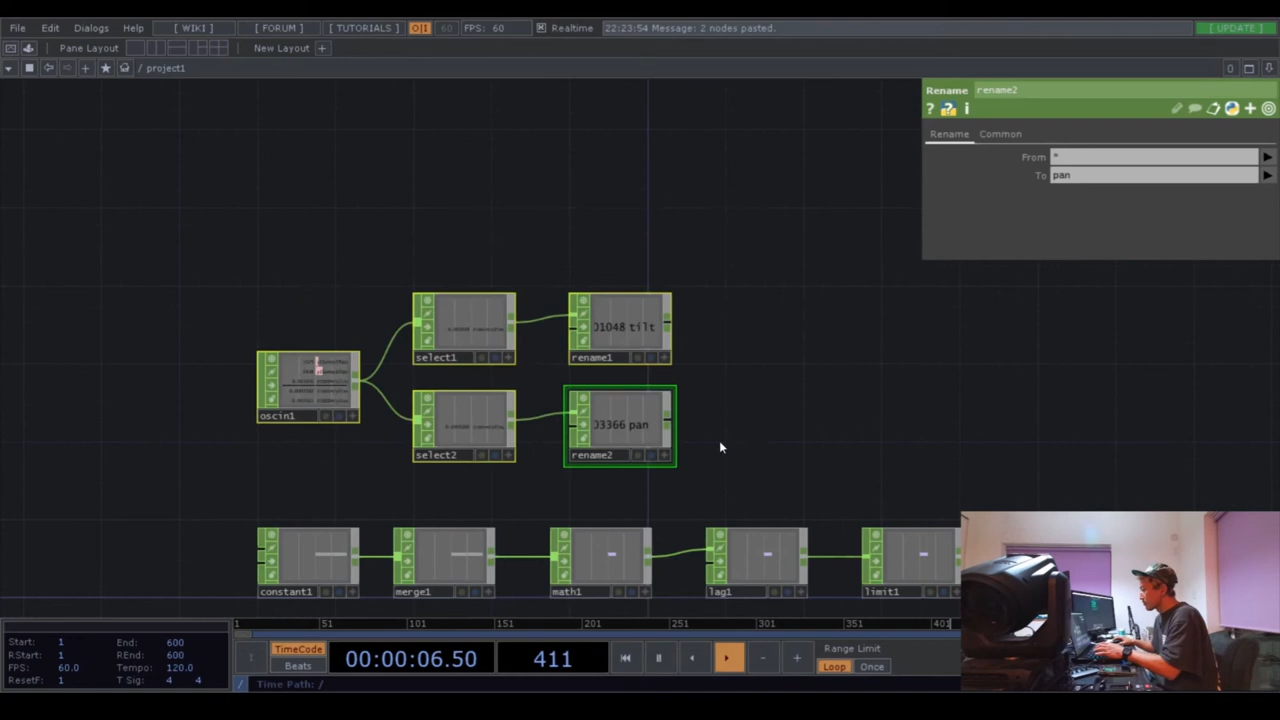 File Edit Dialogs Help [ WIKI ] [ FORUM ] [ TUTORIALS ] O|I 60 FPS: 60 Realtime 22:23:54 Message: 2 nodes pasted. [ UPDATE ]
Pane Layout New Layout +
/ project1 0
Rename rename2
? ? i
Rename Common
From *
To pan
01048 tilt
select1 rename1
03366 pan
oscin1
select2 rename2
constant1 merge1 math1 lag1 limit1
1 51 101 151 201 251 301 351 401
Start: 1 End: 600
RStart: 1 REnd: 600
FPS: 60.0 Tempo: 120.0
ResetF: 1 T Sig: 4 4
TimeCode
Beats
00:00:06.50 411
Range Limit
Loop Once
/ Time Path: /